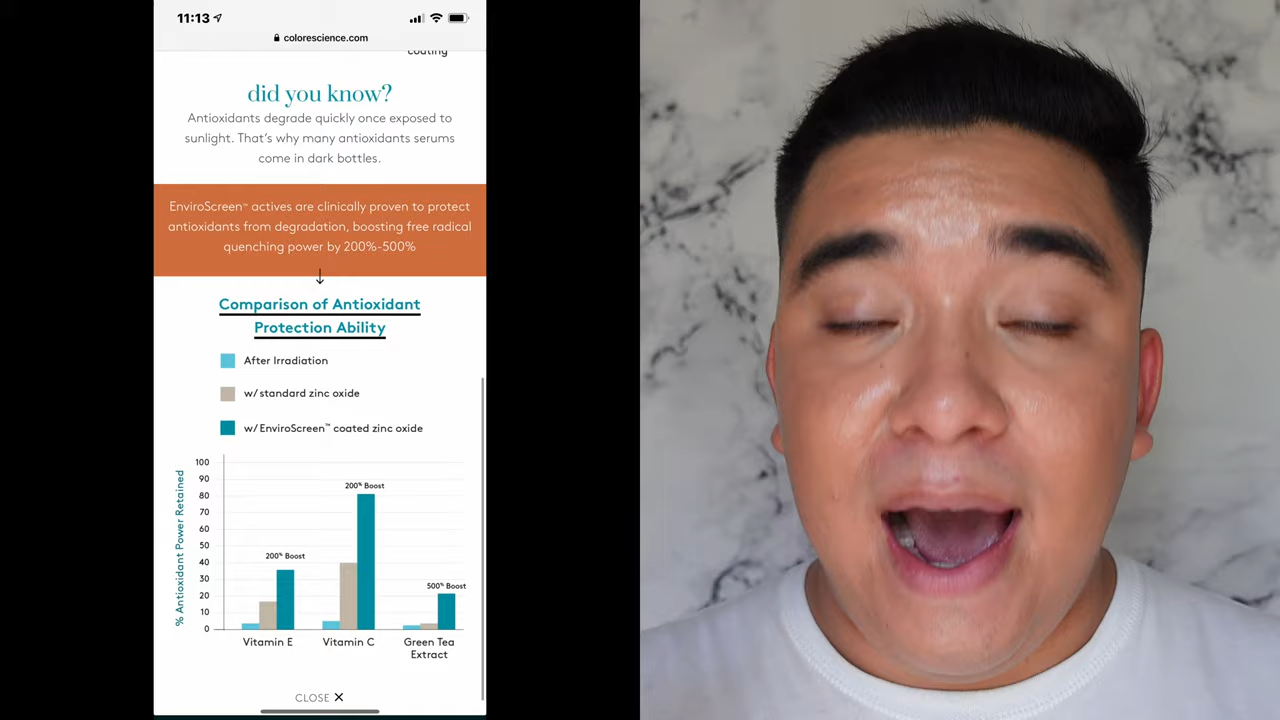 11:13
colorescience.com
coating
did you know?
Antioxidants degrade quickly once exposed to
sunlight. That's why many antioxidants serums
come in dark bottles.
EnviroScreen™ actives are clinically proven to protect
antioxidants from degradation, boosting free radical
quenching power by 200%-500%
Comparison of Antioxidant
Protection Ability
After Irradiation
w/ standard zinc oxide
w/ EnviroScreen™ coated zinc oxide
% Antioxidant Power Retained
100
90
80
70
60
50
40
30
20
10
0
200% Boost
200% Boost
500% Boost
Vitamin E
Vitamin C
Green Tea
Extract
CLOSE X